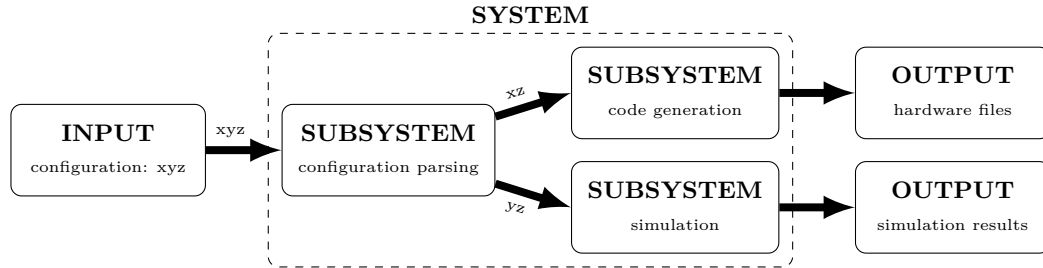 SYSTEM
INPUT
configuration: xyz
xyz
SUBSYSTEM
configuration parsing
xz
yz
SUBSYSTEM
code generation
SUBSYSTEM
simulation
OUTPUT
hardware files
OUTPUT
simulation results